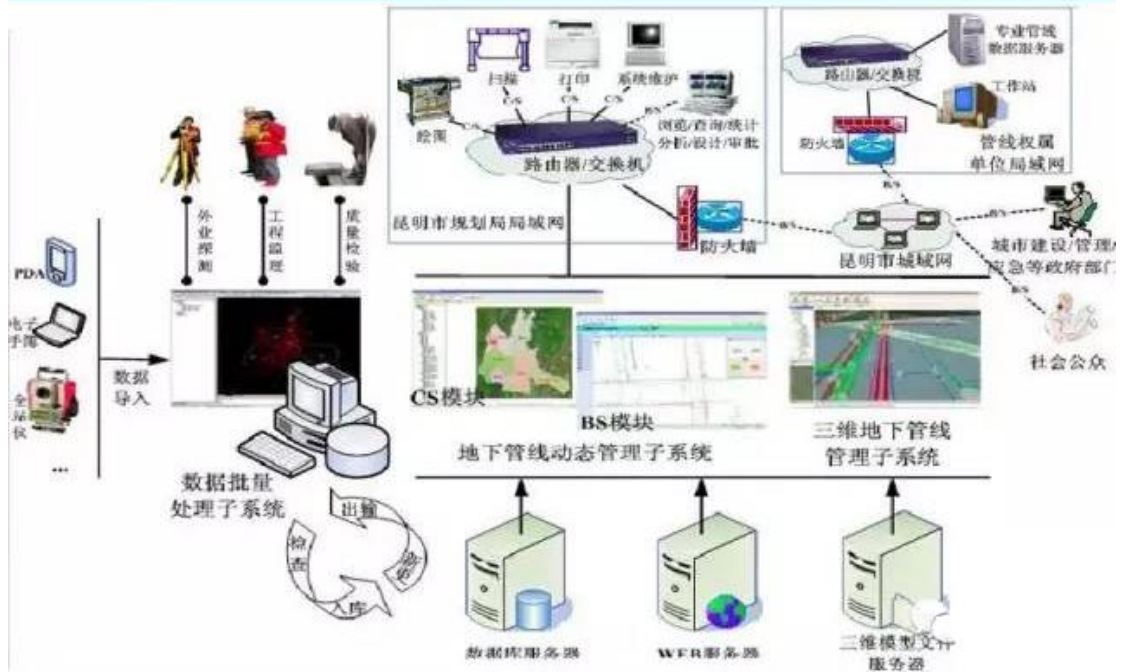 扫描
打印
系统维护
C/S
C/S
C/S
B/S
绘图
C/S
浏览/查询/统计
分析/设计/审批
路由器/交换机
昆明市规划局局域网
防火墙
B/S
专业管线
数据服务器
路由器/交换机
工作站
防火墙
管线权属
单位局域网
B/S
昆明市城域网
B/S
城市建设/管理/
应急等政府部门
B/S
社会公众
外业探测
工程监理
质量检验
PDA
电子
手簿
全站仪
...
数据
导入
数据批量
处理子系统
输出
检查
入库
更新
CS模块
BS模块
地下管线动态管理子系统
三维地下管线
管理子系统
数据库服务器
WEB服务器
三维模型文件
服务器